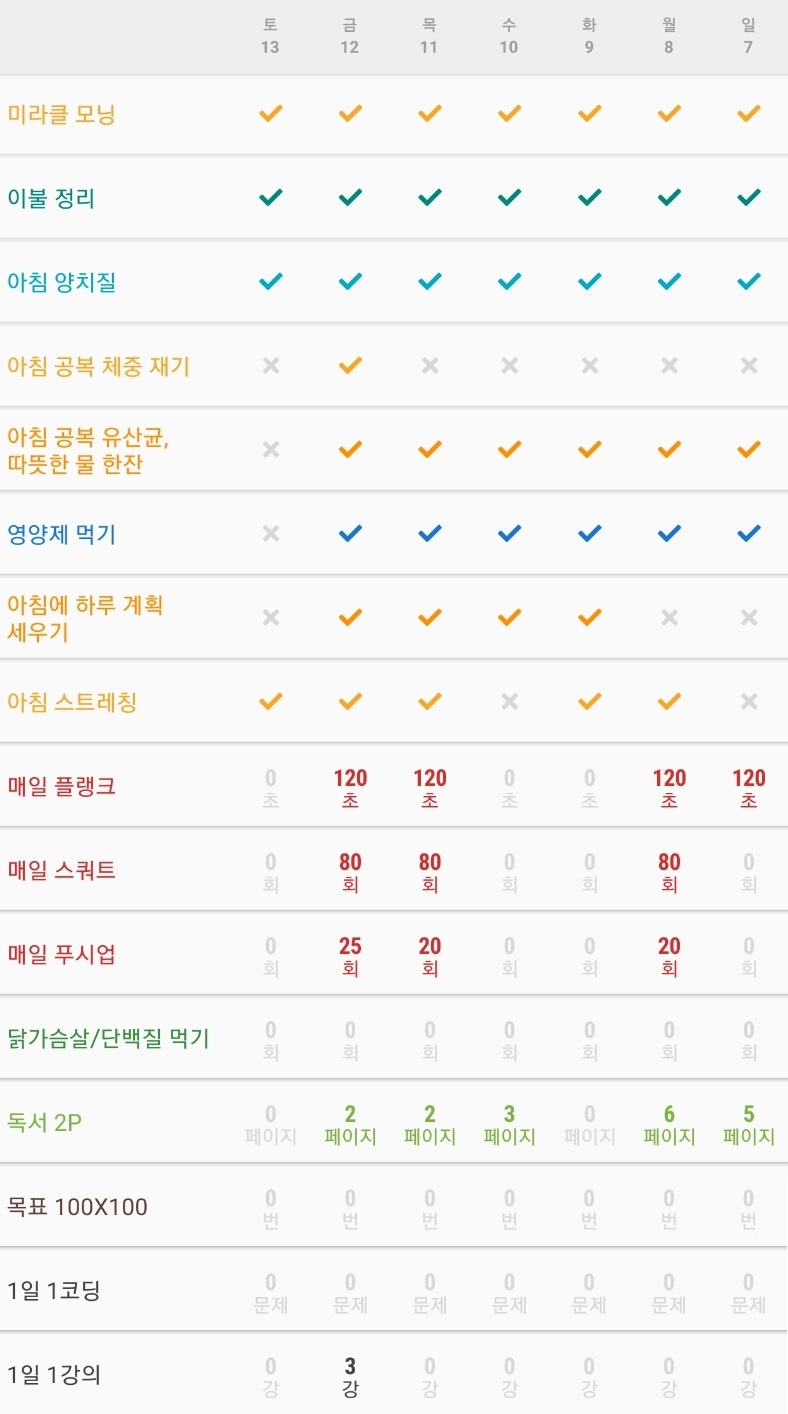 토 금 목 수 화 월 일
13 12 11 10 9 8 7
미라클 모닝
이불 정리
아침 양치질
아침 공복 체중 재기
아침 공복 유산균,
따뜻한 물 한잔
영양제 먹기
아침에 하루 계획
세우기
아침 스트레칭
매일 플랭크 0 120 120 0 0 120 120
초 초 초 초 초 초 초
매일 스쿼트 0 80 80 0 0 80 0
회 회 회 회 회 회 회
매일 푸시업 0 25 20 0 0 20 0
회 회 회 회 회 회 회
닭가슴살/단백질 먹기 0 0 0 0 0 0 0
회 회 회 회 회 회 회
독서 2P 0 2 2 3 0 6 5
페이지 페이지 페이지 페이지 페이지 페이지 페이지
목표 100X100 0 0 0 0 0 0 0
번 번 번 번 번 번 번
1일 1코딩 0 0 0 0 0 0 0
문제 문제 문제 문제 문제 문제 문제
1일 1강의 0 3 0 0 0 0 0
강 강 강 강 강 강 강